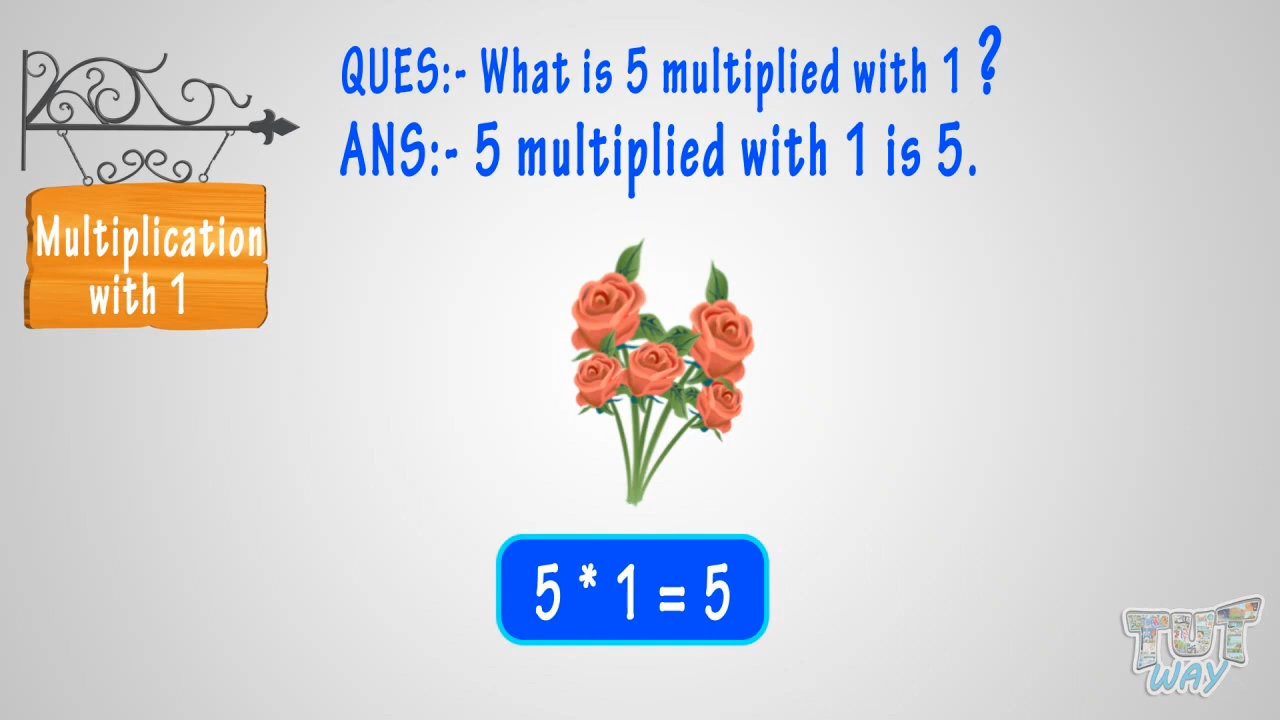 QUES:- What is 5 multiplied with 1 ?
ANS:- 5 multiplied with 1 is 5.
Multiplication
with 1
5 * 1 = 5
TUT
WAY